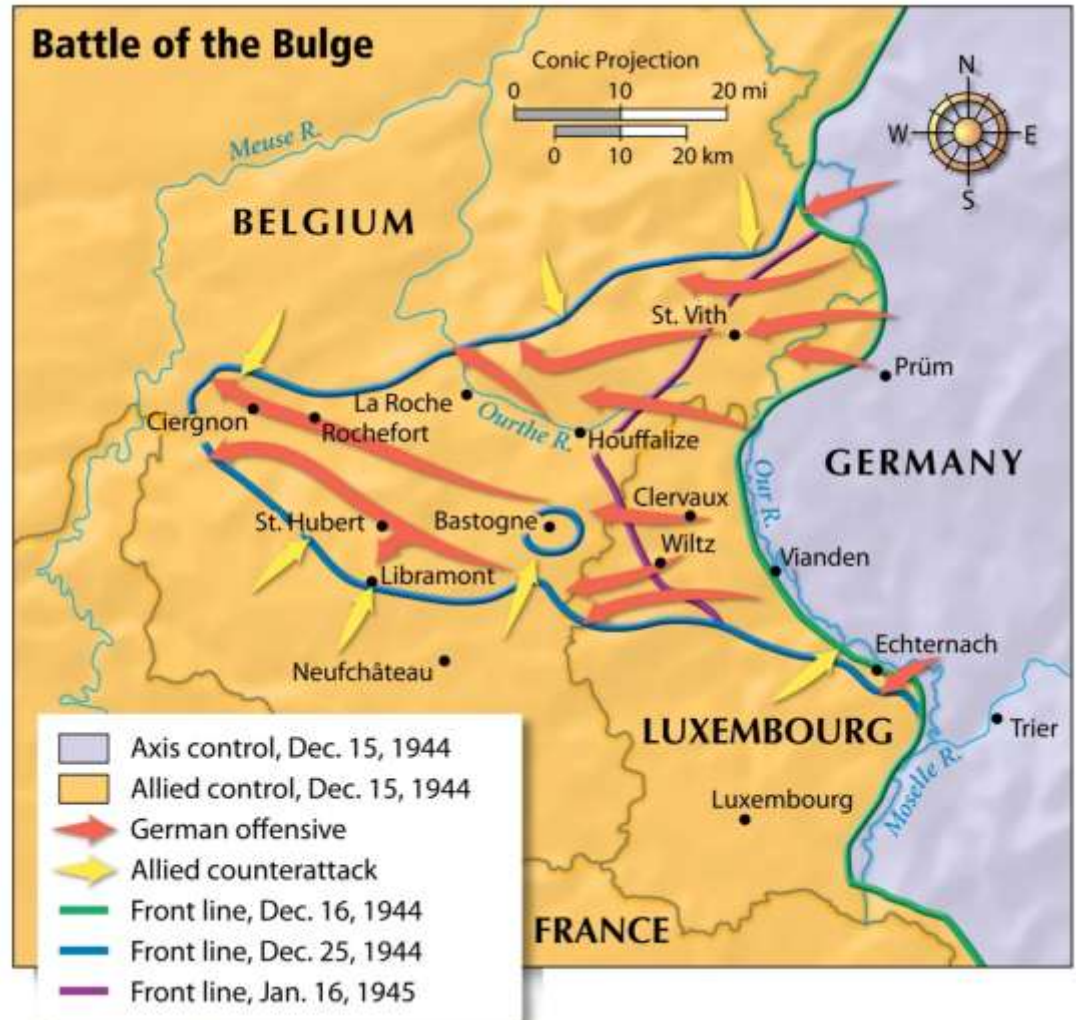 Battle of the Bulge
Conic Projection
0 10 20 mi
0 10 20 km
N
W E
S
Meuse R.
BELGIUM
St. Vith
Prüm
La Roche
Ciergnon
Rochefort
Ourthe R.
Houffalize
GERMANY
Our R.
Clervaux
St. Hubert
Bastogne
Wiltz
Vianden
Libramont
Echternach
Neufchâteau
LUXEMBOURG
Trier
Moselle R.
Luxembourg
FRANCE
Axis control, Dec. 15, 1944
Allied control, Dec. 15, 1944
German offensive
Allied counterattack
Front line, Dec. 16, 1944
Front line, Dec. 25, 1944
Front line, Jan. 16, 1945